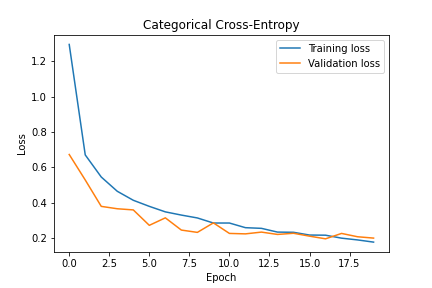 Categorical Cross-Entropy
Training loss
Validation loss
Loss
1.2
1.0
0.8
0.6
0.4
0.2
0.0 2.5 5.0 7.5 10.0 12.5 15.0 17.5
Epoch